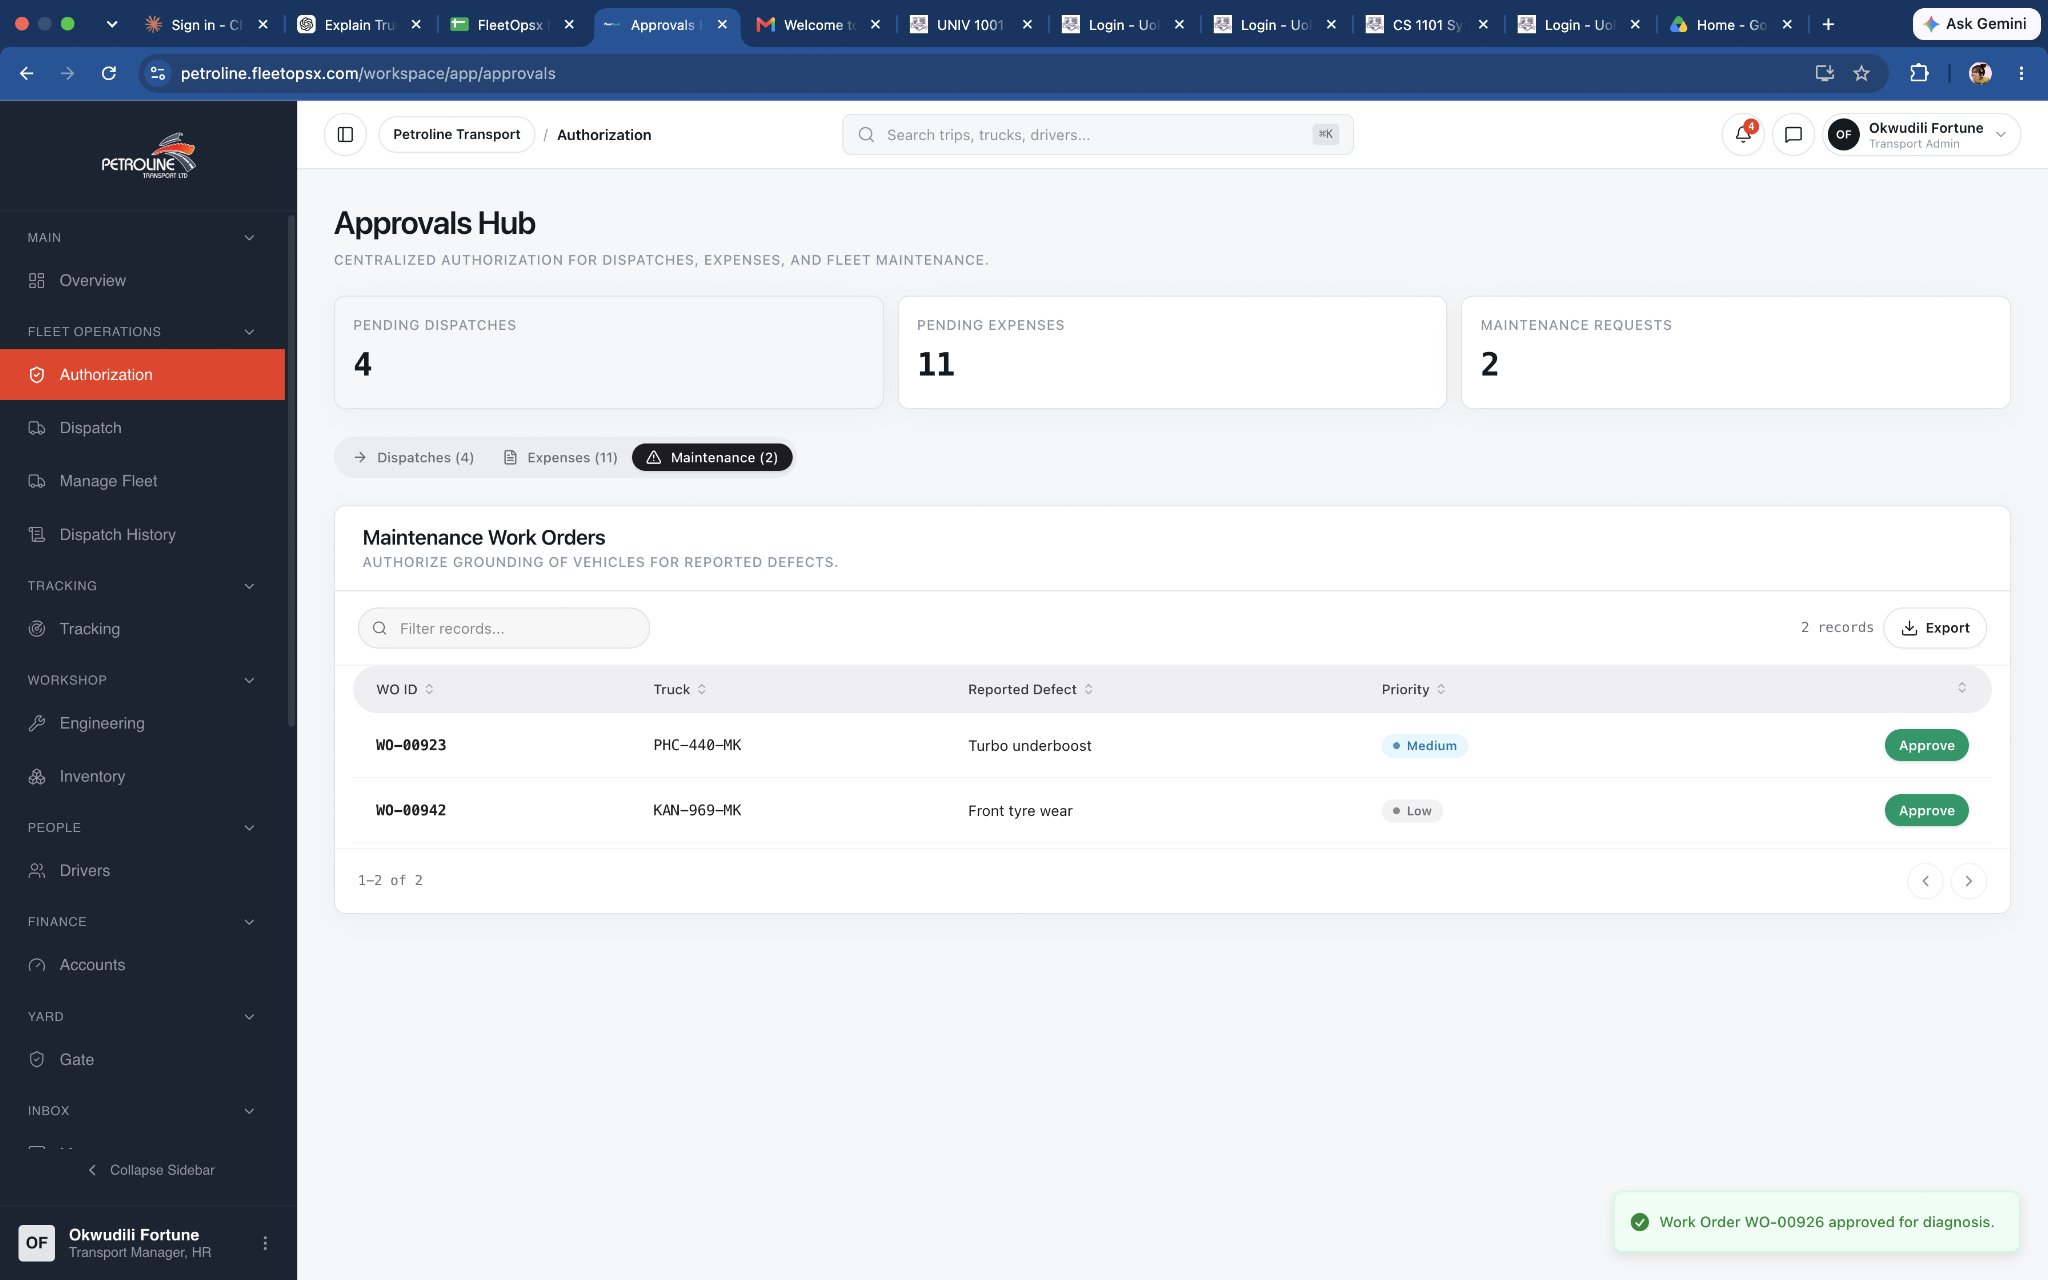 Sign in - Cl
Explain Tru
FleetOpsx
Approvals
Welcome to
UNIV 1001
Login - Uo
Login - Uo
CS 1101 Sy
Login - Uo
Home - Go
Ask Gemini
petroline.fleetopsx.com/workspace/app/approvals
PETROLINE
TRANSPORT LTD
Petroline Transport / Authorization
Search trips, trucks, drivers...
⌘K
4
OF
Okwudili Fortune
Transport Admin
MAIN
Overview
FLEET OPERATIONS
Authorization
Dispatch
Manage Fleet
Dispatch History
TRACKING
Tracking
WORKSHOP
Engineering
Inventory
PEOPLE
Drivers
FINANCE
Accounts
YARD
Gate
INBOX
Collapse Sidebar
OF
Okwudili Fortune
Transport Manager, HR
Approvals Hub
CENTRALIZED AUTHORIZATION FOR DISPATCHES, EXPENSES, AND FLEET MAINTENANCE.
PENDING DISPATCHES
4
PENDING EXPENSES
11
MAINTENANCE REQUESTS
2
Dispatches (4)
Expenses (11)
Maintenance (2)
Maintenance Work Orders
AUTHORIZE GROUNDING OF VEHICLES FOR REPORTED DEFECTS.
Filter records...
2 records
Export
WO ID Truck Reported Defect Priority
WO-00923 PHC-440-MK Turbo underboost Medium Approve
WO-00942 KAN-969-MK Front tyre wear Low Approve
1-2 of 2
Work Order WO-00926 approved for diagnosis.